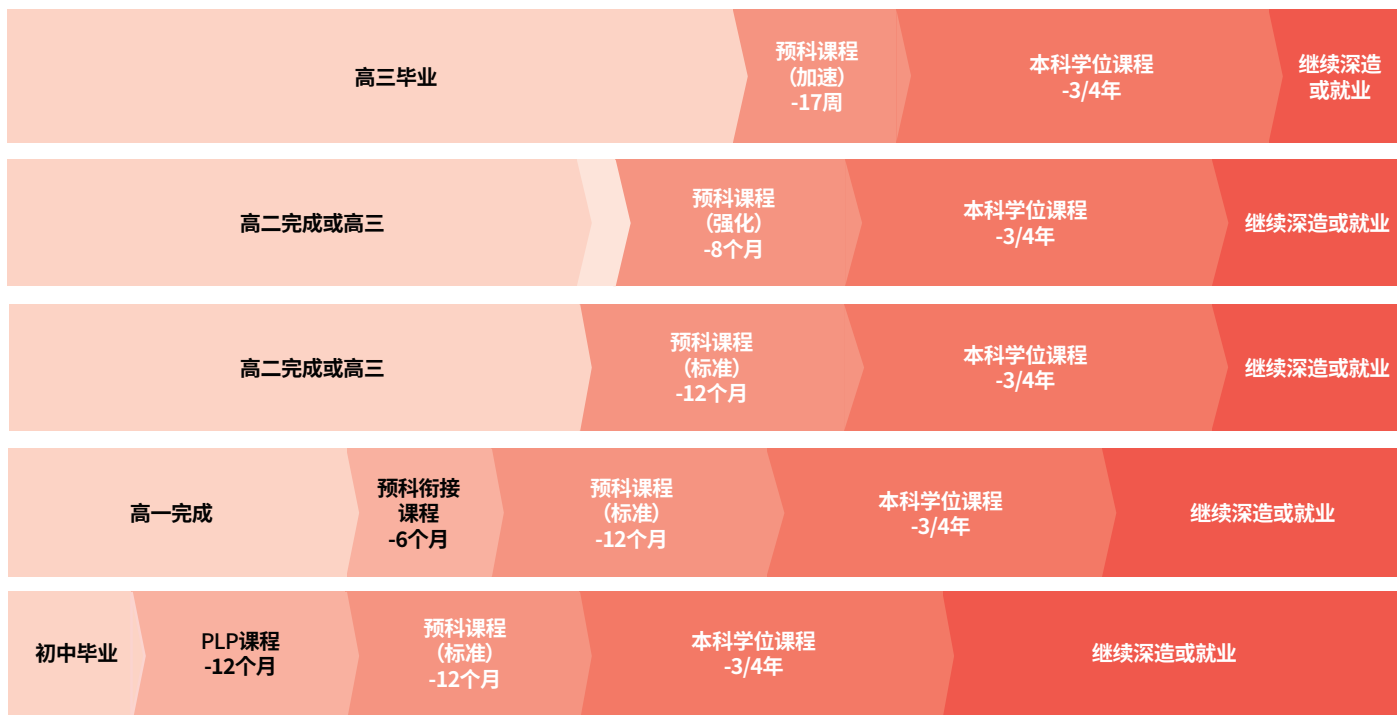 高三毕业
预科课程
（加速）
-17周
本科学位课程
-3/4年
继续深造
或就业
高二完成或高三
预科课程
（强化）
-8个月
本科学位课程
-3/4年
继续深造或就业
高二完成或高三
预科课程
（标准）
-12个月
本科学位课程
-3/4年
继续深造或就业
高一完成
预科衔接
课程
-6个月
预科课程
（标准）
-12个月
本科学位课程
-3/4年
继续深造或就业
初中毕业
PLP课程
-12个月
预科课程
（标准）
-12个月
本科学位课程
-3/4年
继续深造或就业